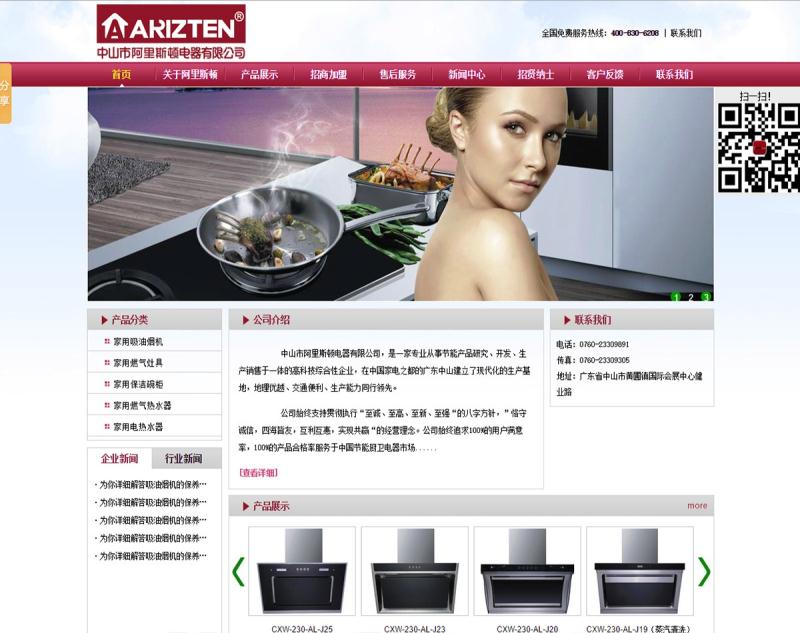 ARIZTEN®
中山市阿里斯顿电器有限公司
全国免费服务热线：400-630-6208 | 联系我们
首页 关于阿里斯顿 产品展示 招商加盟 售后服务 新闻中心 招贤纳士 客户反馈 联系我们
分享
扫一扫!
1 2 3
产品分类
家用吸油烟机
家用燃气灶具
家用保洁碗柜
家用燃气热水器
家用电热水器
企业新闻 行业新闻
·为你详细解答吸油烟机的保养…
·为你详细解答吸油烟机的保养…
·为你详细解答吸油烟机的保养…
·为你详细解答吸油烟机的保养…
·为你详细解答吸油烟机的保养…
公司介绍
中山市阿里斯顿电器有限公司，是一家专业从事节能产品研究、开发、生
产销售于一体的高科技综合性企业，在中国家电之都的广东中山建立了现代化的生产基
地，地理优越、交通便利、生产能力同行领先。
公司始终支持贯彻执行“至诚、至高、至新、至强”的八字方针，”恪守
诚信，四海皆友，互利互惠，实现共赢“的经营理念。公司始终追求100%的用户满意
率，100%的产品合格率服务于中国节能厨卫电器市场......
[查看详细]
联系我们
电话：0760-23309891
传真：0760-23309305
地址：广东省中山市黄圃镇国际会展中心健
业路
产品展示 more
CXW-230-AL-J25 CXW-230-AL-J23 CXW-230-AL-J20 CXW-230-AL-J19（蒸汽清洗）